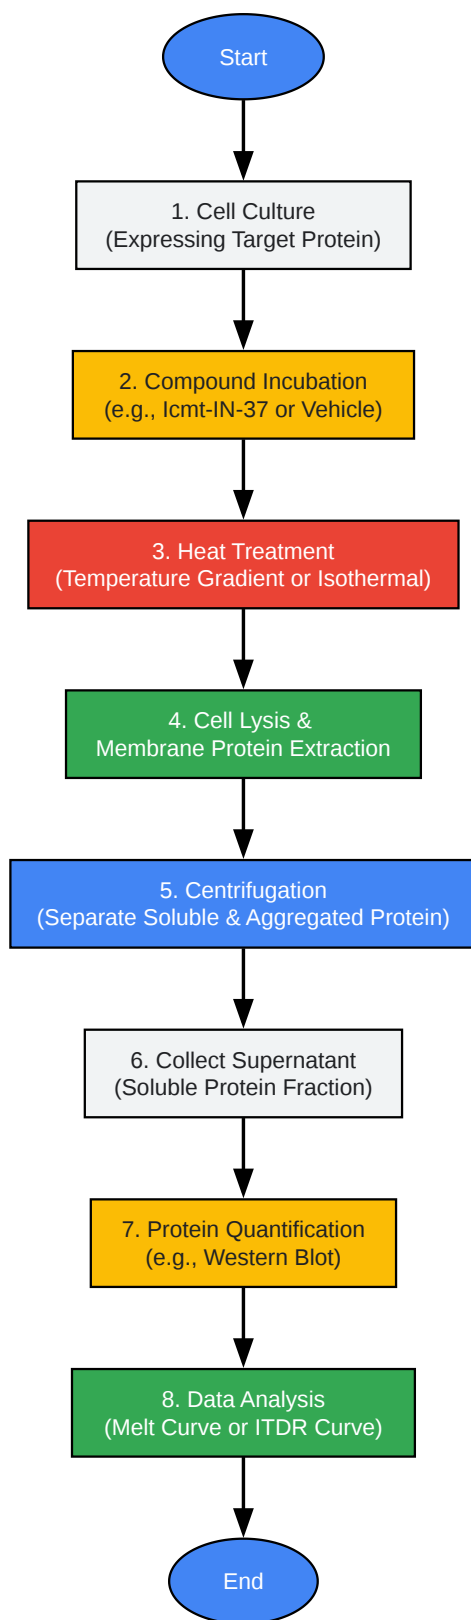 Start
1. Cell Culture
(Expressing Target Protein)
2. Compound Incubation
(e.g., Icmt-IN-37 or Vehicle)
3. Heat Treatment
(Temperature Gradient or Isothermal)
4. Cell Lysis &
Membrane Protein Extraction
5. Centrifugation
(Separate Soluble & Aggregated Protein)
6. Collect Supernatant
(Soluble Protein Fraction)
7. Protein Quantification
(e.g., Western Blot)
8. Data Analysis
(Melt Curve or ITDR Curve)
End